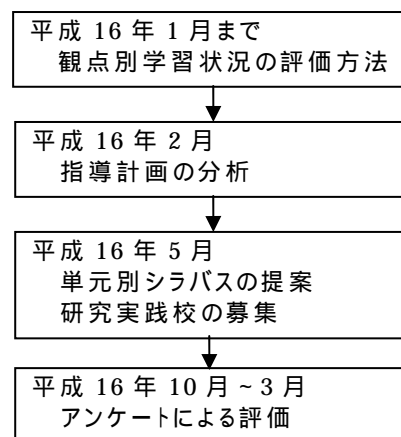 平成 16 年 1 月まで
観点別学習状況の評価方法
平成 16 年 2 月
指導計画の分析
平成 16 年 5 月
単元別シラバスの提案
研究実践校の募集
平成 16 年 10 月 ~ 3 月
アンケートによる評価